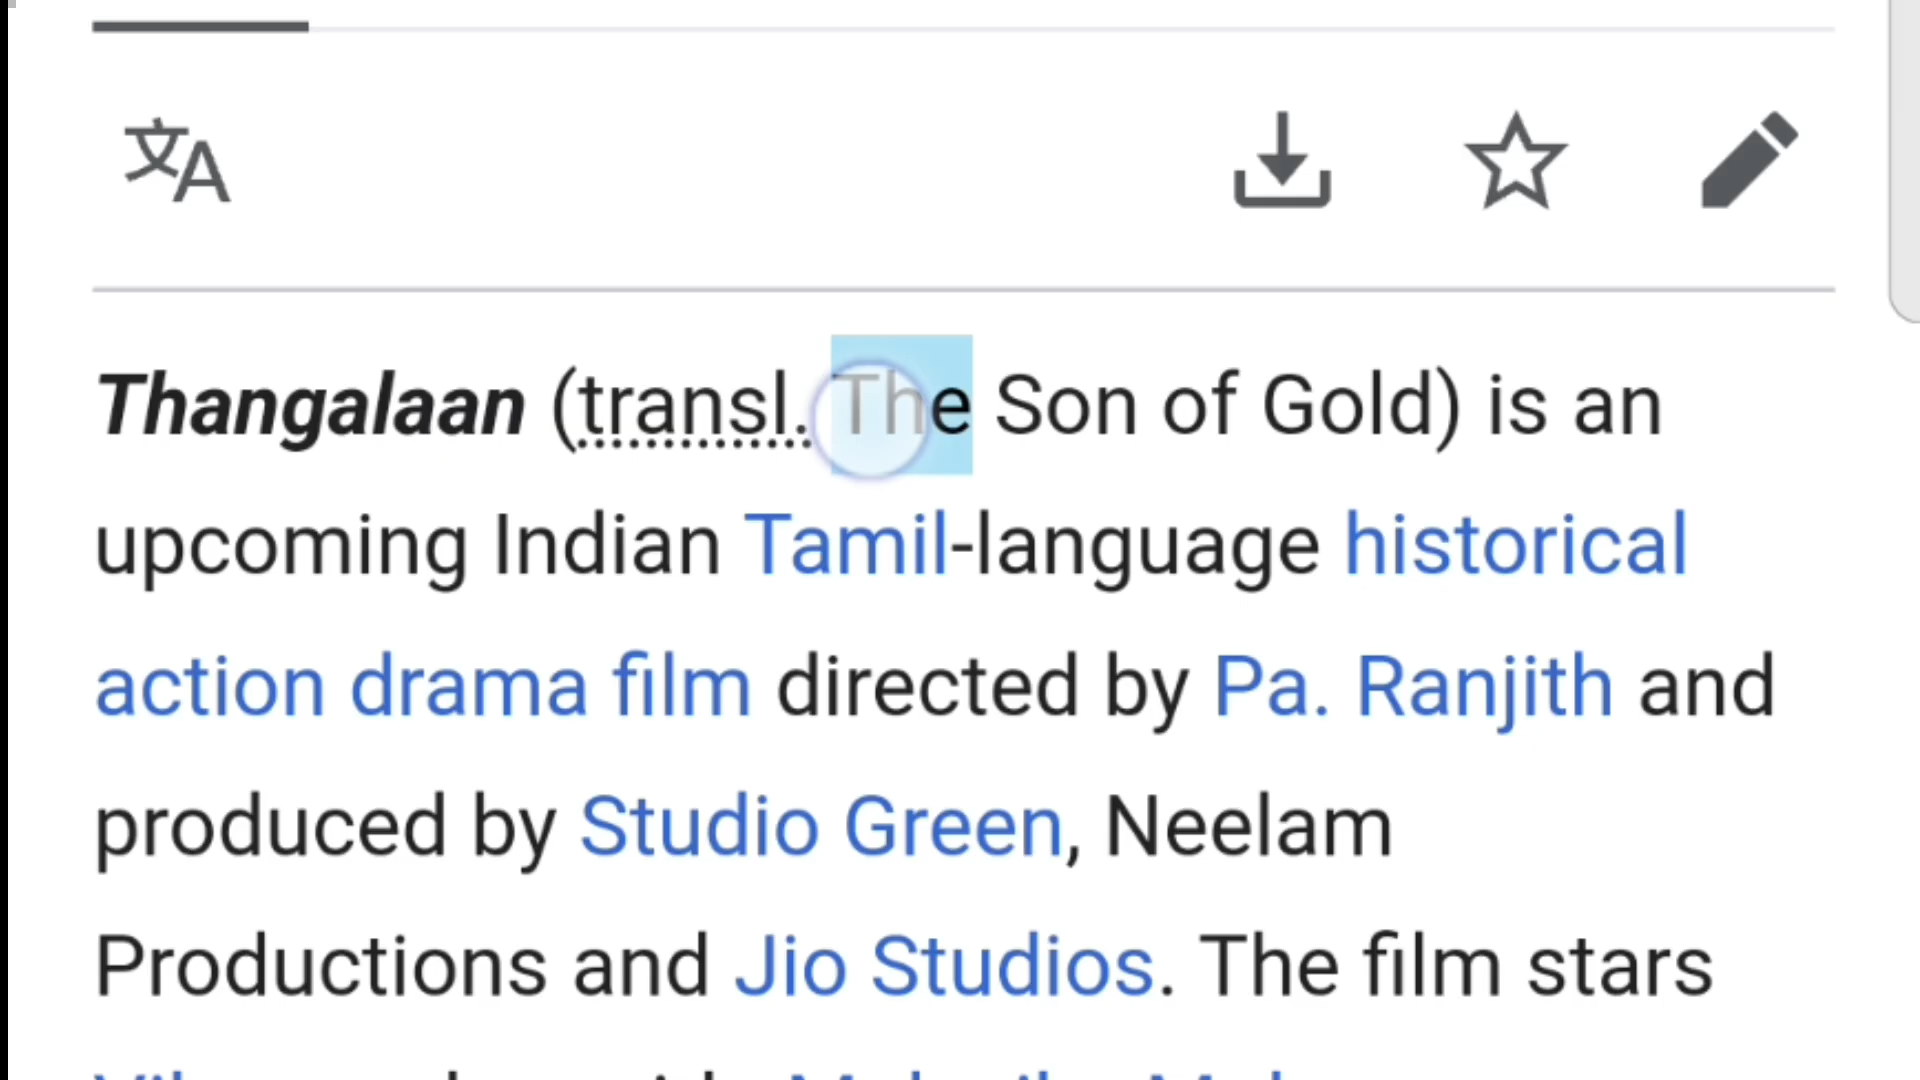 Thangalaan (transl. The Son of Gold) is an
upcoming Indian Tamil-language historical
action drama film directed by Pa. Ranjith and
produced by Studio Green, Neelam
Productions and Jio Studios. The film stars